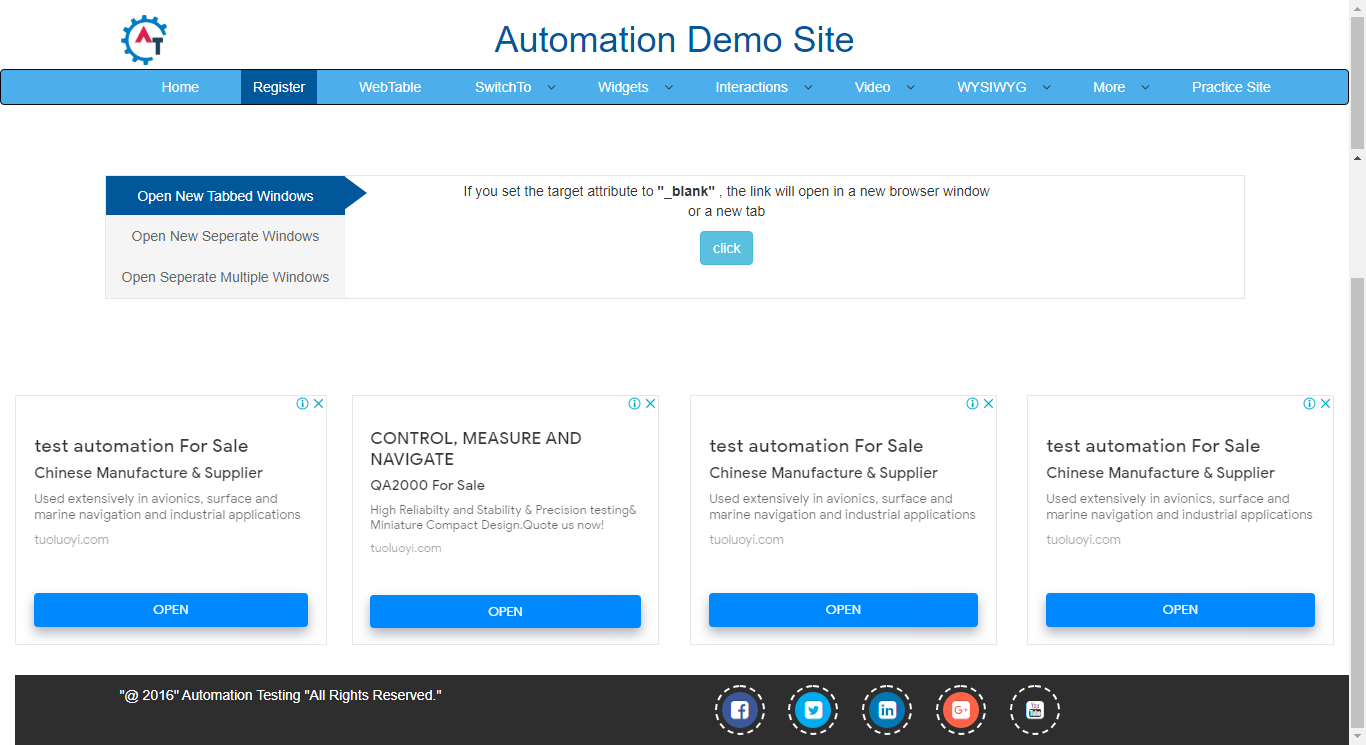 AT
Automation Demo Site
Home Register WebTable SwitchTo Widgets Interactions Video WYSIWYG More Practice Site
Open New Tabbed Windows
Open New Seperate Windows
Open Seperate Multiple Windows
If you set the target attribute to "_blank" , the link will open in a new browser window
or a new tab
click
test automation For Sale
Chinese Manufacture & Supplier
Used extensively in avionics, surface and
marine navigation and industrial applications
tuoluoyi.com
OPEN
CONTROL, MEASURE AND
NAVIGATE
QA2000 For Sale
High Reliabilty and Stability & Precision testing&
Miniature Compact Design.Quote us now!
tuoluoyi.com
OPEN
test automation For Sale
Chinese Manufacture & Supplier
Used extensively in avionics, surface and
marine navigation and industrial applications
tuoluoyi.com
OPEN
test automation For Sale
Chinese Manufacture & Supplier
Used extensively in avionics, surface and
marine navigation and industrial applications
tuoluoyi.com
OPEN
"@ 2016" Automation Testing "All Rights Reserved."
f in G+ You Tube